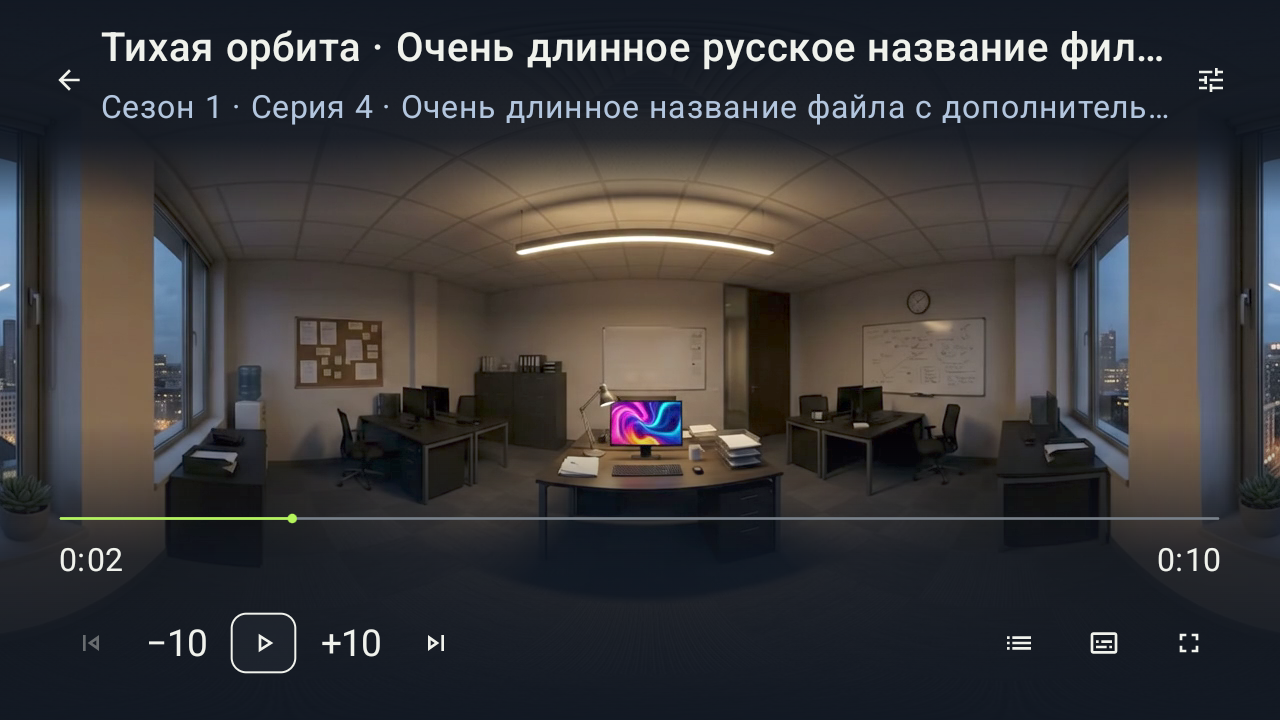 Тихая орбита · Очень длинное русское название фил…
Сезон 1 · Серия 4 · Очень длинное название файла с дополнитель…
0:02
0:10
−10
+10